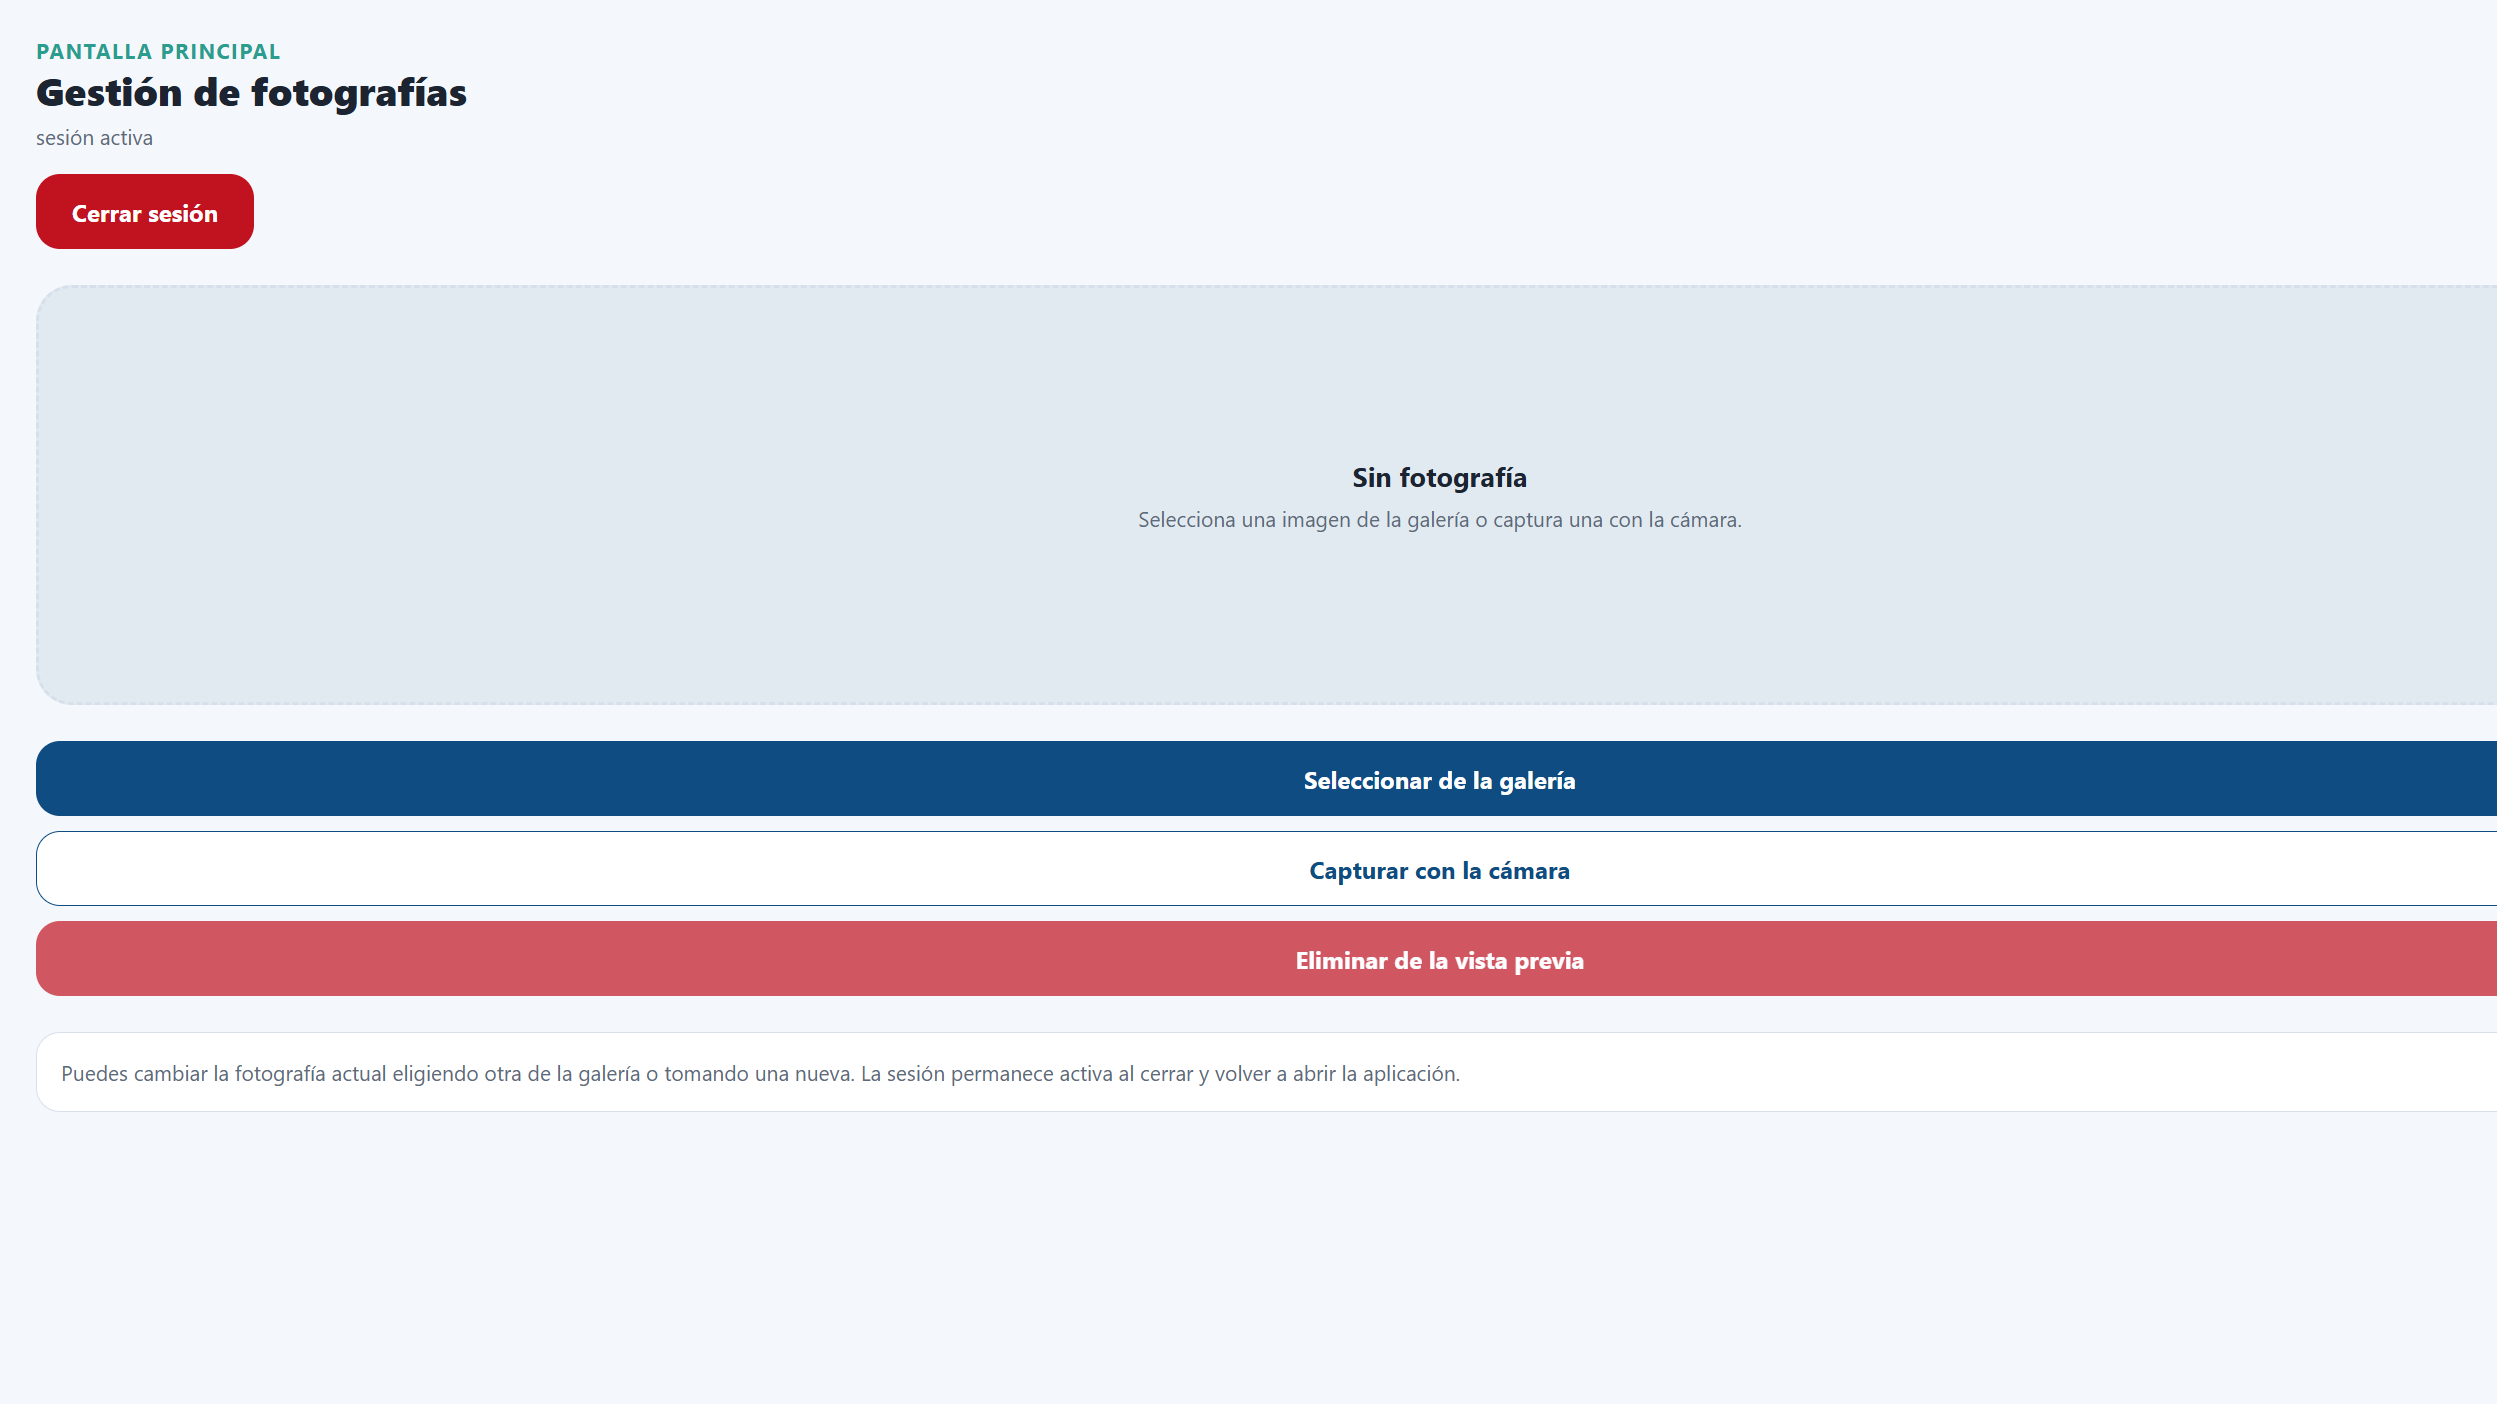 PANTALLA PRINCIPAL
Gestión de fotografías
sesión activa
Cerrar sesión
Sin fotografía
Selecciona una imagen de la galería o captura una con la cámara.
Seleccionar de la galería
Capturar con la cámara
Eliminar de la vista previa
Puedes cambiar la fotografía actual eligiendo otra de la galería o tomando una nueva. La sesión permanece activa al cerrar y volver a abrir la aplicación.